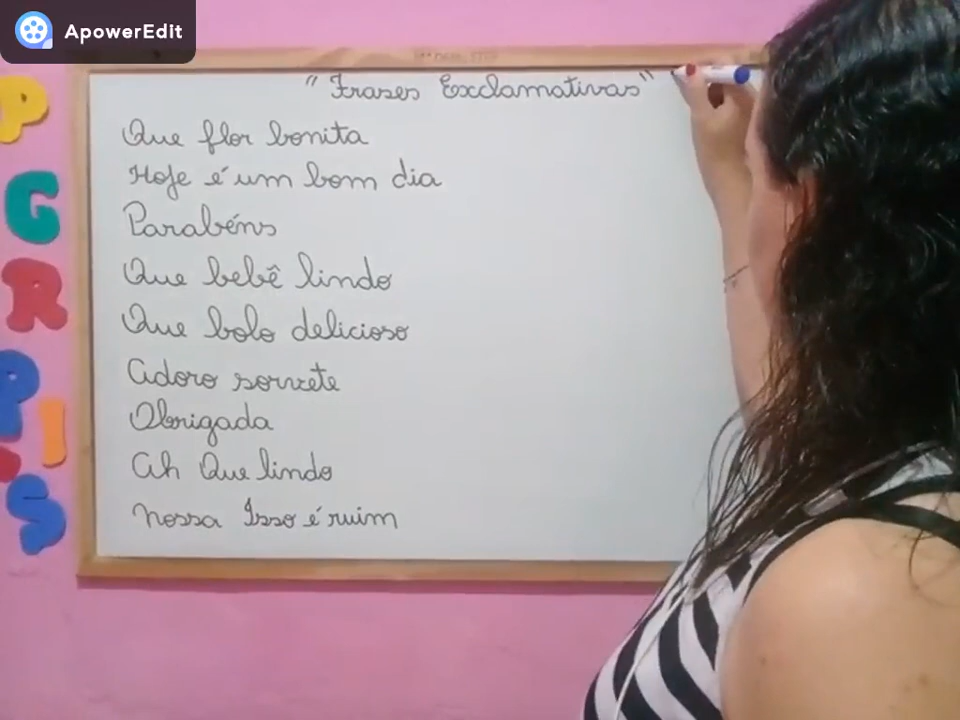 ApowerEdit
"Frases Exclamativas"
Que flor bonita
Hoje é um bom dia
Parabéns
Que bebê lindo
Que bolo delicioso
Adoro sorvete
Obrigada
Ah Que lindo
Nossa Isso é ruim
P
G
R
P I
S